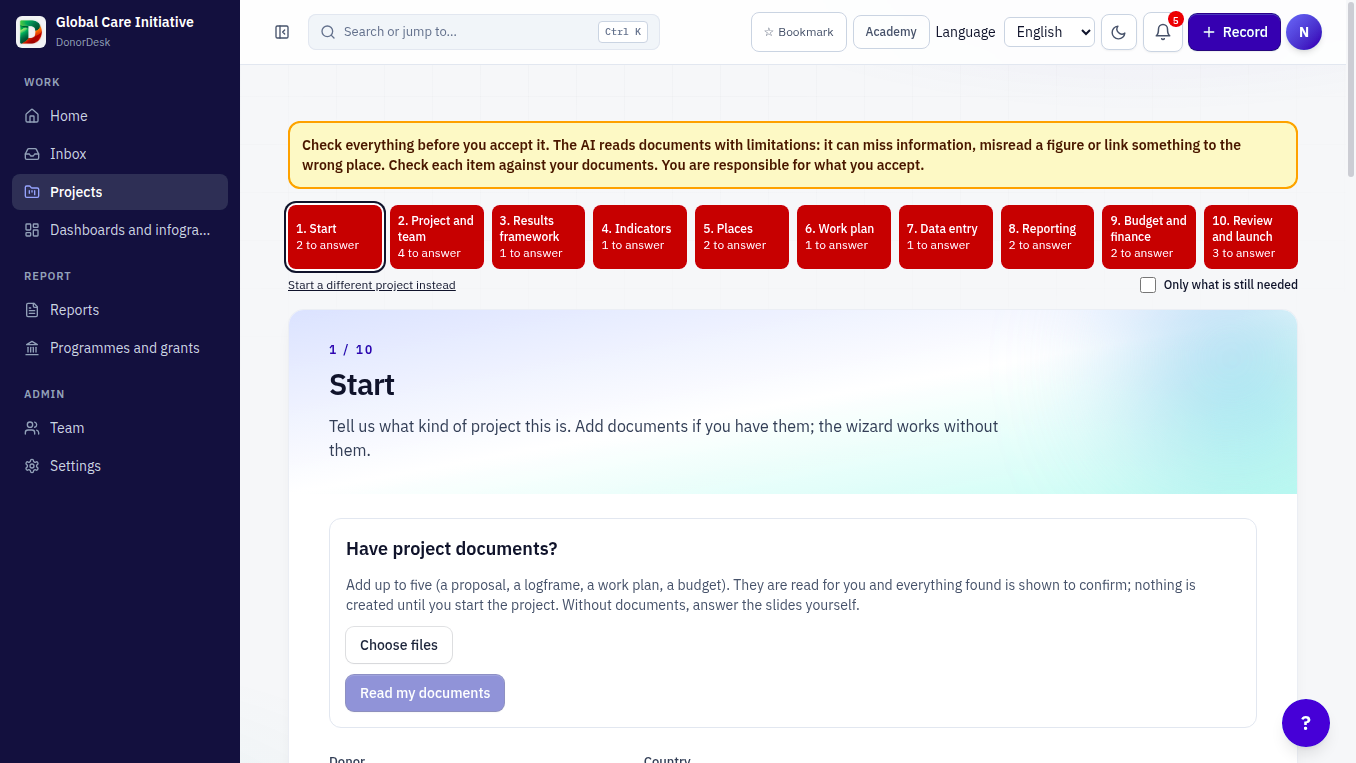 Global Care Initiative
DonorDesk
WORK
Home
Inbox
Projects
Dashboards and infogra...
REPORT
Reports
Programmes and grants
ADMIN
Team
Settings
Search or jump to...
Ctrl K
☆ Bookmark
Academy
Language
English
5
+ Record
N
Check everything before you accept it. The AI reads documents with limitations: it can miss information, misread a figure or link something to the
wrong place. Check each item against your documents. You are responsible for what you accept.
1. Start
2 to answer
2. Project and
team
4 to answer
3. Results
framework
1 to answer
4. Indicators
1 to answer
5. Places
2 to answer
6. Work plan
1 to answer
7. Data entry
1 to answer
8. Reporting
2 to answer
9. Budget and
finance
2 to answer
10. Review
and launch
3 to answer
Start a different project instead
Only what is still needed
1 / 10
Start
Tell us what kind of project this is. Add documents if you have them; the wizard works without
them.
Have project documents?
Add up to five (a proposal, a logframe, a work plan, a budget). They are read for you and everything found is shown to confirm; nothing is
created until you start the project. Without documents, answer the slides yourself.
Choose files
Read my documents
Donor
Country
?